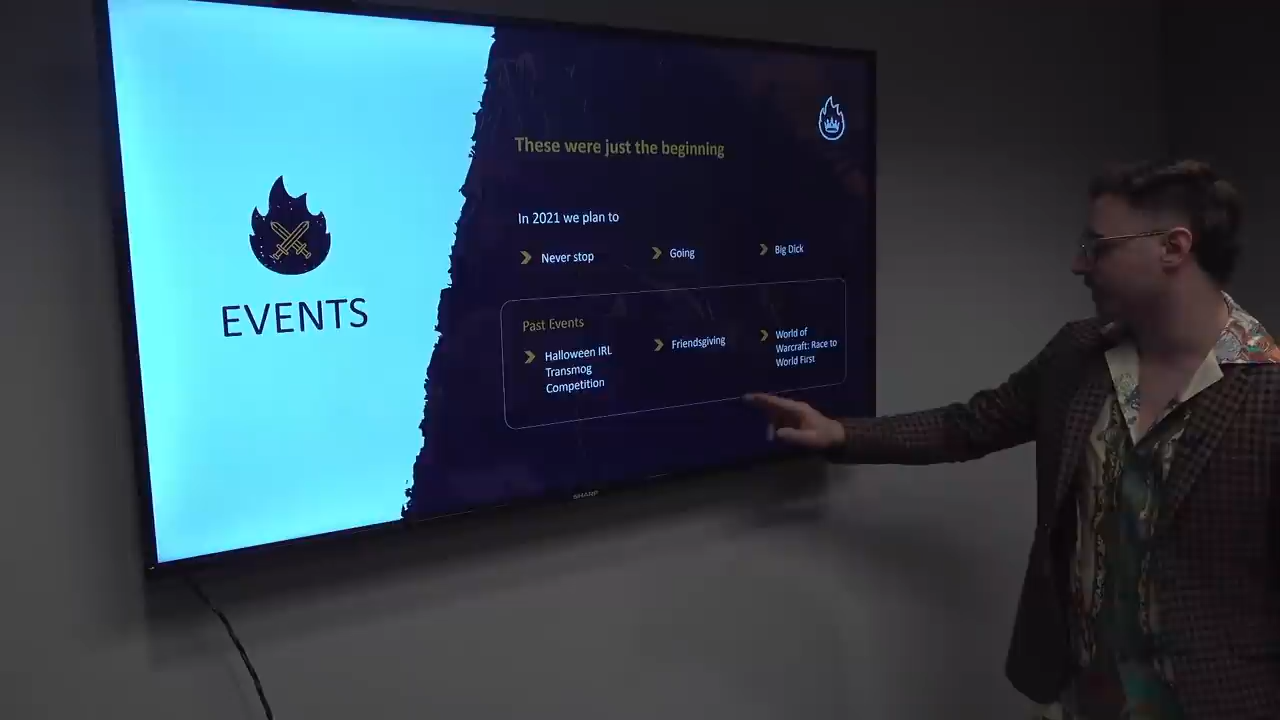 EVENTS
These were just the beginning
In 2021 we plan to
Never stop
Going
Big Dick
Past Events
Halloween IRL
Transmog
Competition
Friendsgiving
World of
Warcraft: Race to
World First
SHARP